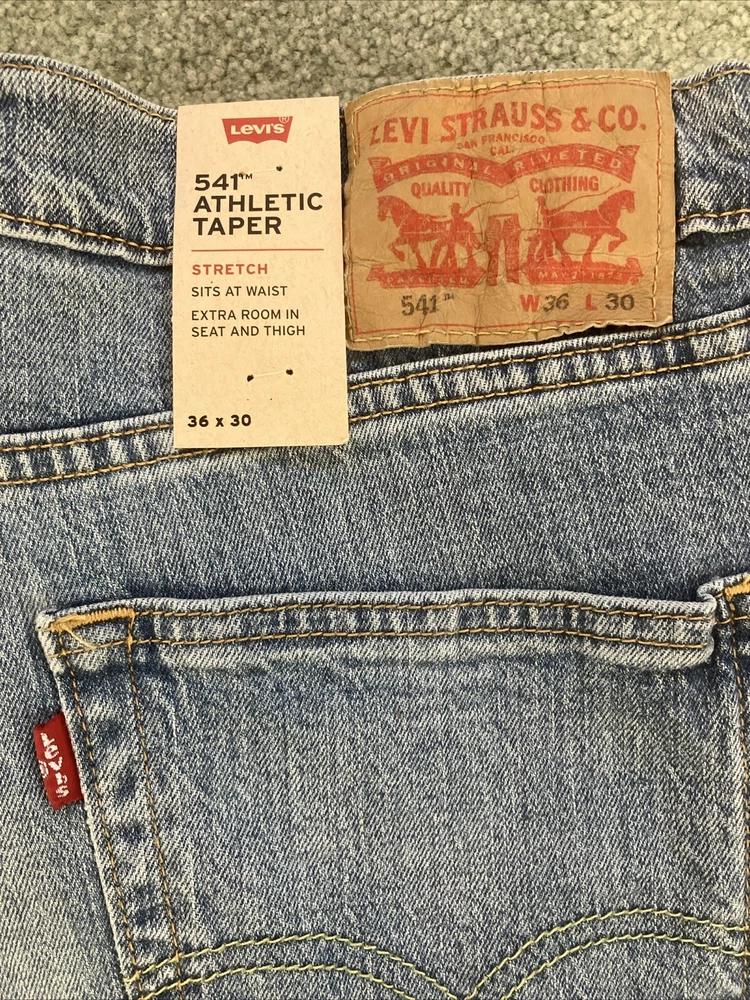 LEVI'S®
541™
ATHLETIC
TAPER
STRETCH
SITS AT WAIST
EXTRA ROOM IN
SEAT AND THIGH
36 x 30
LEVI STRAUSS & CO.
SAN FRANCISCO
CAL.
ORIGINAL RIVETED
QUALITY CLOTHING
541™ W36 L 30
LEVI'S